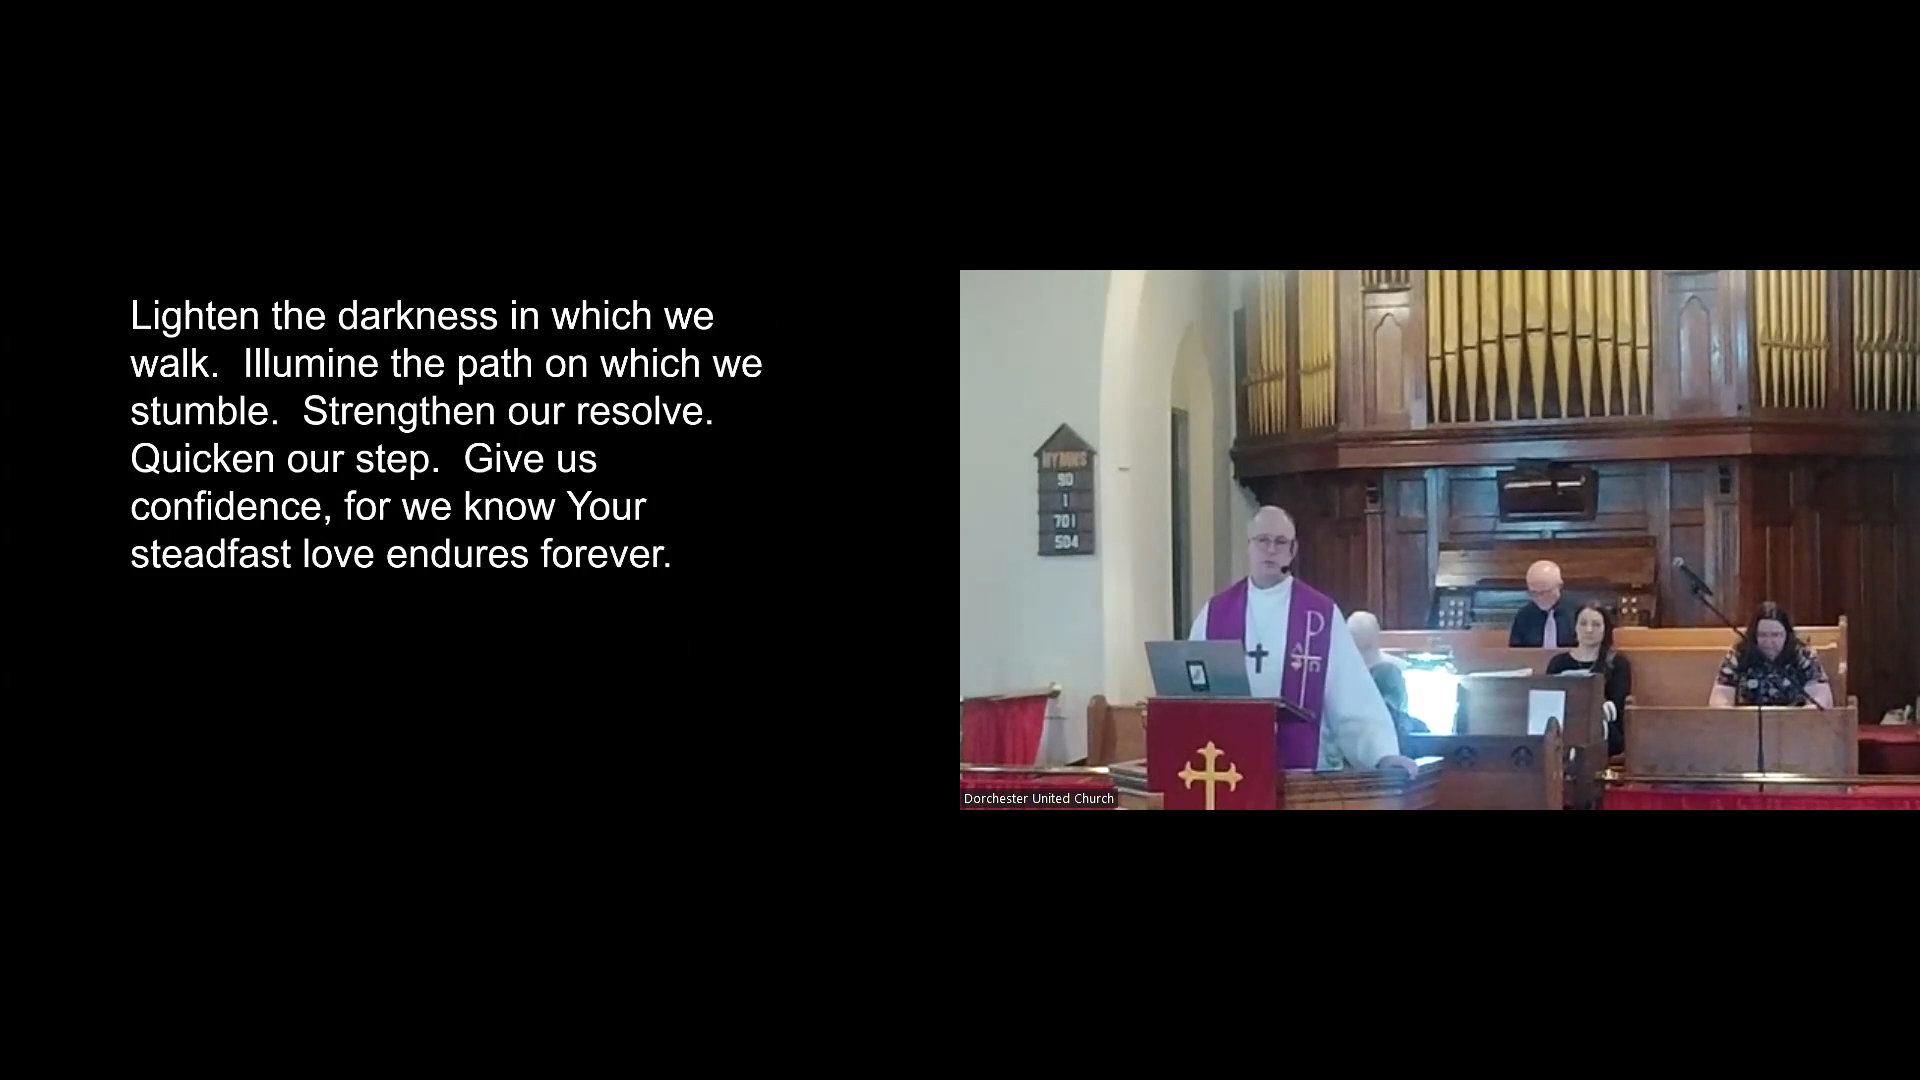 Lighten the darkness in which we
walk.  Illumine the path on which we
stumble.  Strengthen our resolve.
Quicken our step.  Give us
confidence, for we know Your
steadfast love endures forever.
HYMNS
90
1
701
504
Dorchester United Church